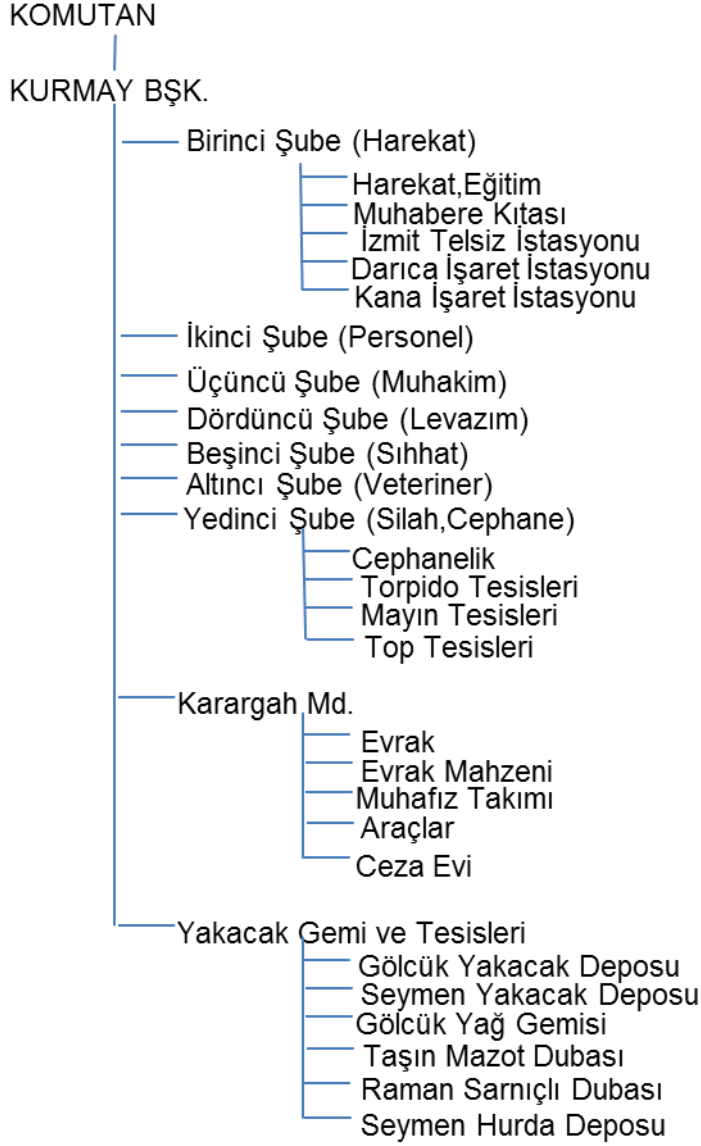 KOMUTAN
KURMAY BŞK.
Birinci Şube (Harekat)
Harekat,Eğitim
Muhabere Kıtası
İzmit Telsiz İstasyonu
Darıca İşaret İstasyonu
Kana İşaret İstasyonu
İkinci Şube (Personel)
Üçüncü Şube (Muhakim)
Dördüncü Şube (Levazım)
Beşinci Şube (Sıhhat)
Altıncı Şube (Veteriner)
Yedinci Şube (Silah,Cephane)
Cephanelik
Torpido Tesisleri
Mayın Tesisleri
Top Tesisleri
Karargah Md.
Evrak
Evrak Mahzeni
Muhafız Takımı
Araçlar
Ceza Evi
Yakacak Gemi ve Tesisleri
Gölcük Yakacak Deposu
Seymen Yakacak Deposu
Gölcük Yağ Gemisi
Taşın Mazot Dubası
Raman Sarnıçlı Dubası
Seymen Hurda Deposu